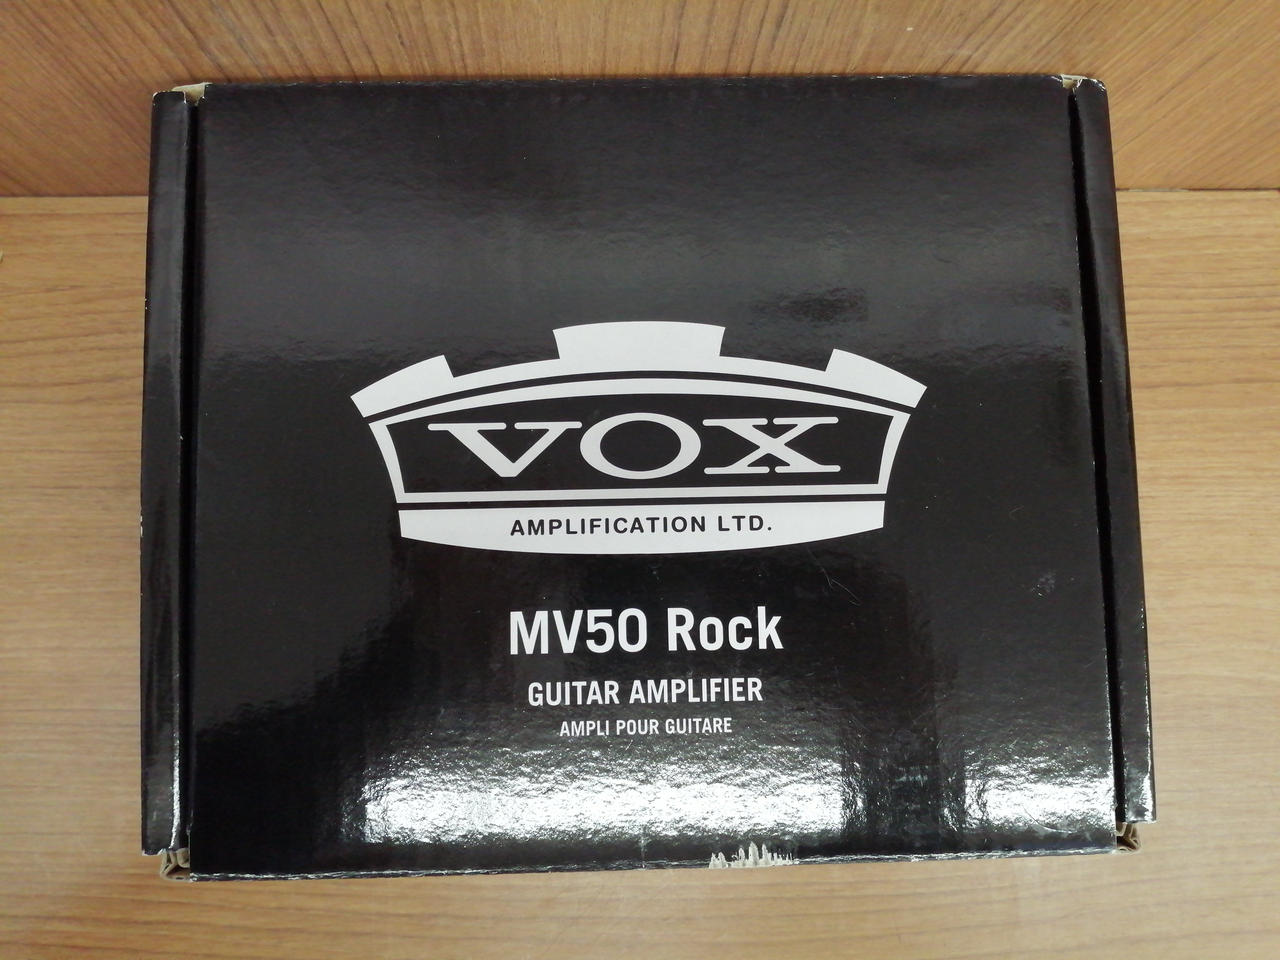 VOX
AMPLIFICATION LTD.
MV50 Rock
GUITAR AMPLIFIER
AMPLI POUR GUITARE